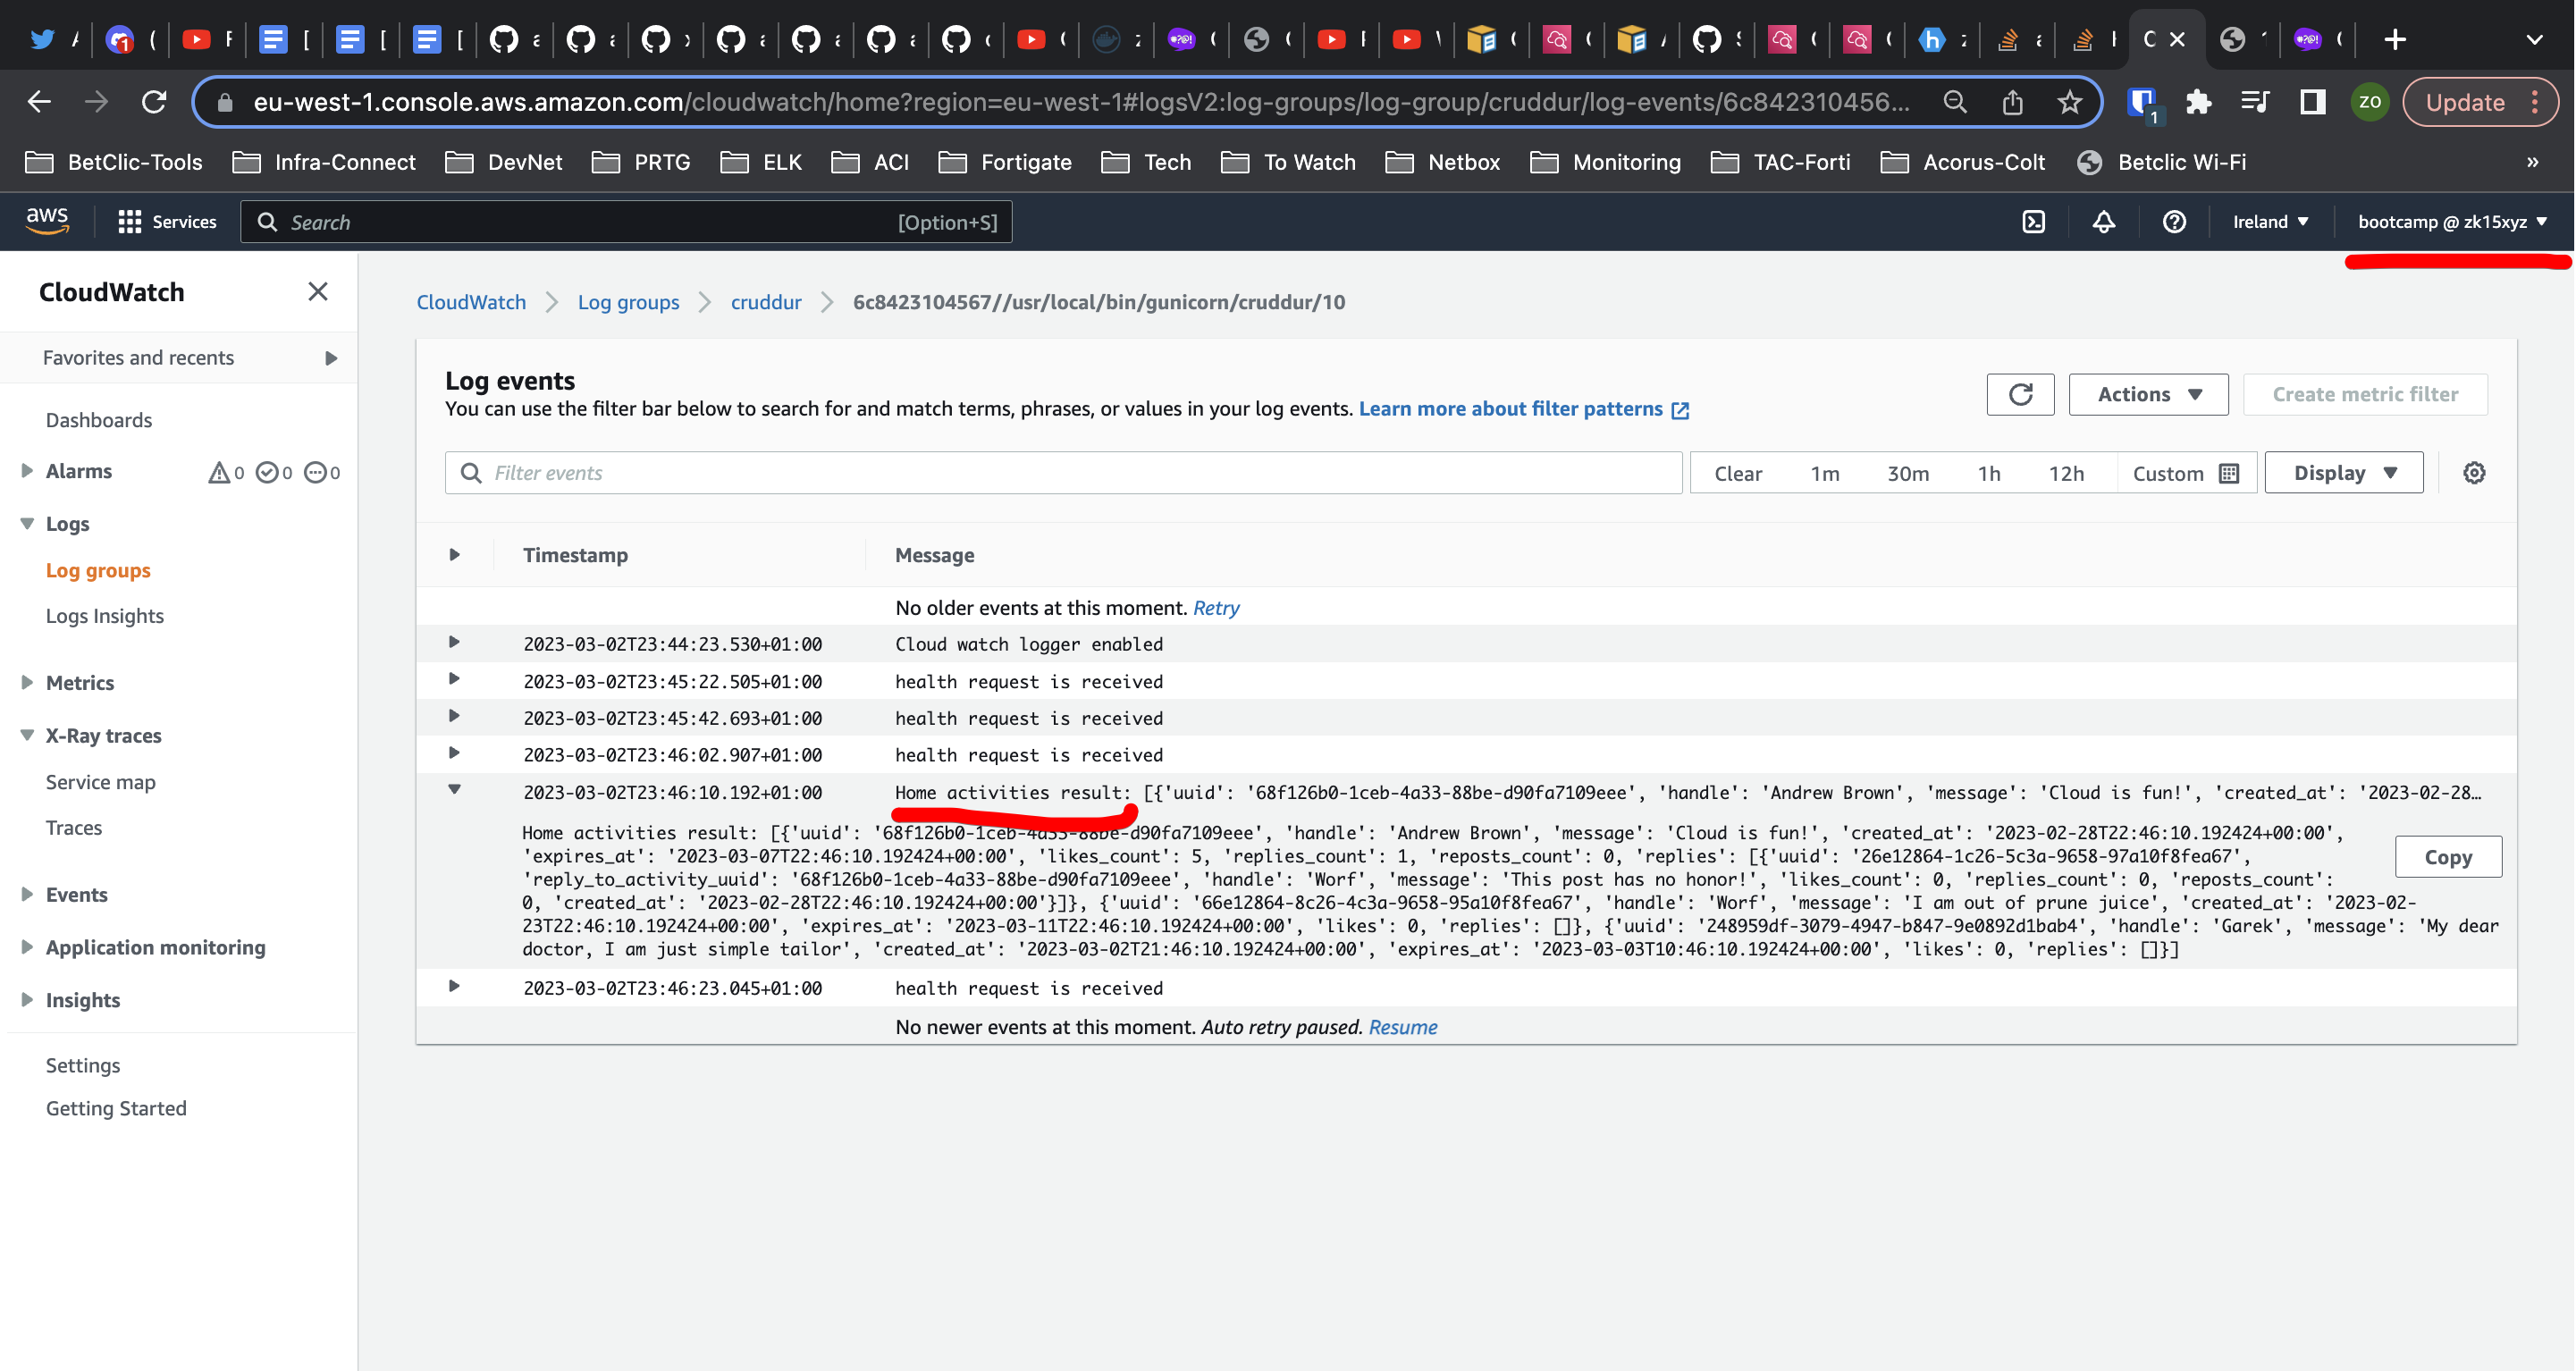 eu-west-1.console.aws.amazon.com/cloudwatch/home?region=eu-west-1#logsV2:log-groups/log-group/cruddur/log-events/6c842310456...
1
ZO
Update
BetClic-Tools
Infra-Connect
DevNet
PRTG
ELK
ACI
Fortigate
Tech
To Watch
Netbox
Monitoring
TAC-Forti
Acorus-Colt
Betclic Wi-Fi
»
aws
Services
Search
[Option+S]
Ireland
bootcamp @ zk15xyz
CloudWatch
Favorites and recents
Dashboards
Alarms
0
0
0
Logs
Log groups
Logs Insights
Metrics
X-Ray traces
Service map
Traces
Events
Application monitoring
Insights
Settings
Getting Started
CloudWatch
Log groups
cruddur
6c8423104567//usr/local/bin/gunicorn/cruddur/10
Log events
You can use the filter bar below to search for and match terms, phrases, or values in your log events. Learn more about filter patterns
Actions
Create metric filter
Filter events
Clear
1m
30m
1h
12h
Custom
Display
Timestamp
Message
No older events at this moment. Retry
2023-03-02T23:44:23.530+01:00 Cloud watch logger enabled
2023-03-02T23:45:22.505+01:00 health request is received
2023-03-02T23:45:42.693+01:00 health request is received
2023-03-02T23:46:02.907+01:00 health request is received
2023-03-02T23:46:10.192+01:00 Home activities result: [{'uuid': '68f126b0-1ceb-4a33-88be-d90fa7109eee', 'handle': 'Andrew Brown', 'message': 'Cloud is fun!', 'created_at': '2023-02-28…
Home activities result: [{'uuid': '68f126b0-1ceb-4a33-88be-d90fa7109eee', 'handle': 'Andrew Brown', 'message': 'Cloud is fun!', 'created_at': '2023-02-28T22:46:10.192424+00:00',
'expires_at': '2023-03-07T22:46:10.192424+00:00', 'likes_count': 5, 'replies_count': 1, 'reposts_count': 0, 'replies': [{'uuid': '26e12864-1c26-5c3a-9658-97a10f8fea67',
'reply_to_activity_uuid': '68f126b0-1ceb-4a33-88be-d90fa7109eee', 'handle': 'Worf', 'message': 'This post has no honor!', 'likes_count': 0, 'replies_count': 0, 'reposts_count':
0, 'created_at': '2023-02-28T22:46:10.192424+00:00'}]}, {'uuid': '66e12864-8c26-4c3a-9658-95a10f8fea67', 'handle': 'Worf', 'message': 'I am out of prune juice', 'created_at': '2023-02-
23T22:46:10.192424+00:00', 'expires_at': '2023-03-11T22:46:10.192424+00:00', 'likes': 0, 'replies': []}, {'uuid': '248959df-3079-4947-b847-9e0892d1bab4', 'handle': 'Garek', 'message': 'My dear
doctor, I am just simple tailor', 'created_at': '2023-03-02T21:46:10.192424+00:00', 'expires_at': '2023-03-03T10:46:10.192424+00:00', 'likes': 0, 'replies': []}]
Copy
2023-03-02T23:46:23.045+01:00 health request is received
No newer events at this moment. Auto retry paused. Resume